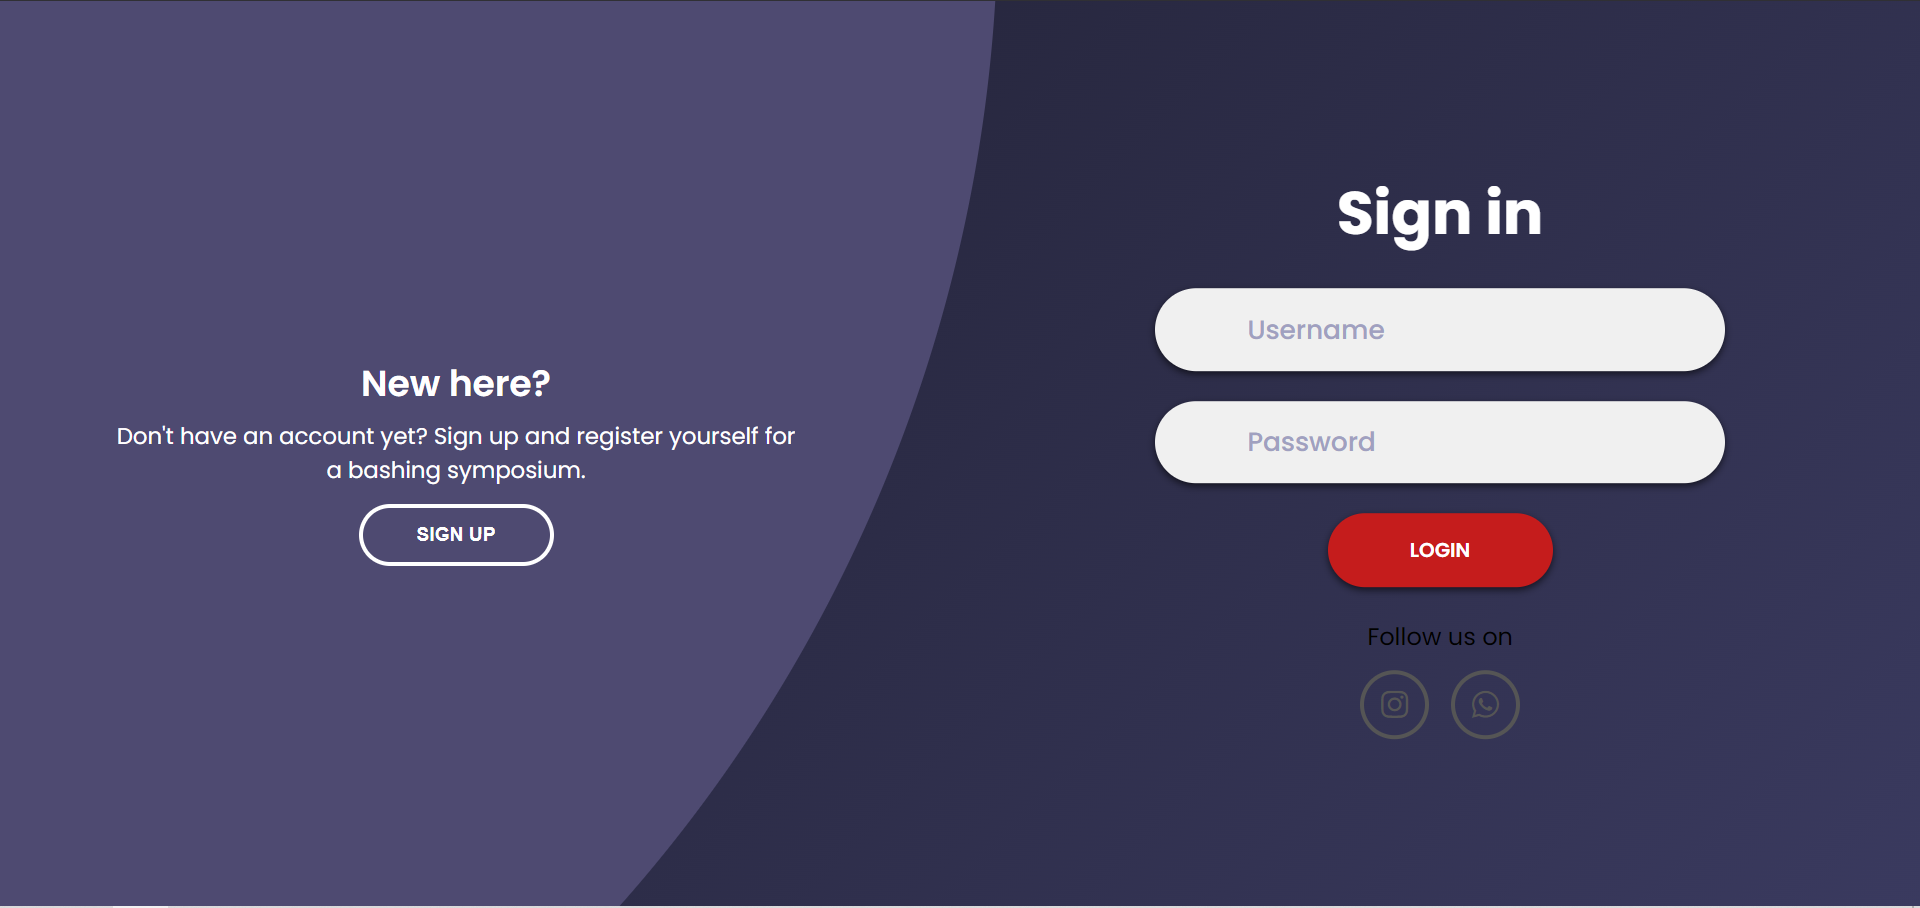 New here?
Don't have an account yet? Sign up and register yourself for
a bashing symposium.
SIGN UP
Sign in
Username
Password
LOGIN
Follow us on